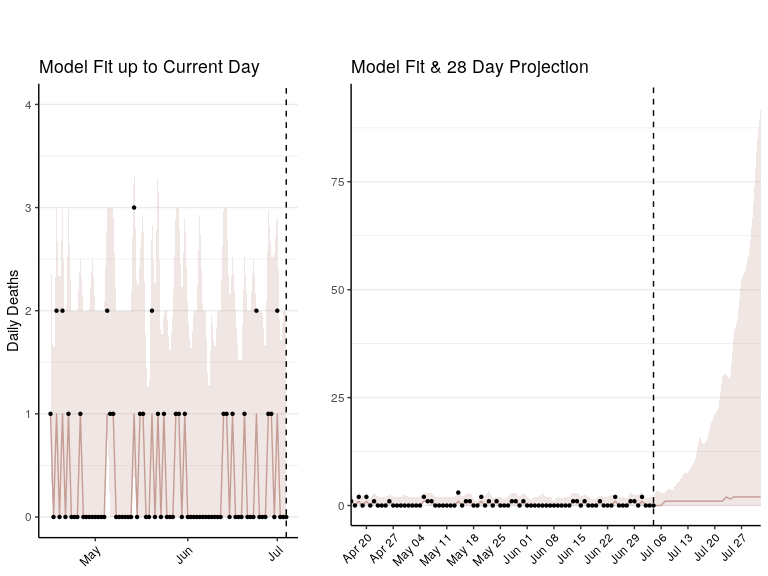 Model Fit up to Current Day
Daily Deaths
4
3
2
1
0
May
Jun
Jul
Model Fit & 28 Day Projection
75
50
25
0
Apr 20
Apr 27
May 04
May 11
May 18
May 25
Jun 01
Jun 08
Jun 15
Jun 22
Jun 29
Jul 06
Jul 13
Jul 20
Jul 27